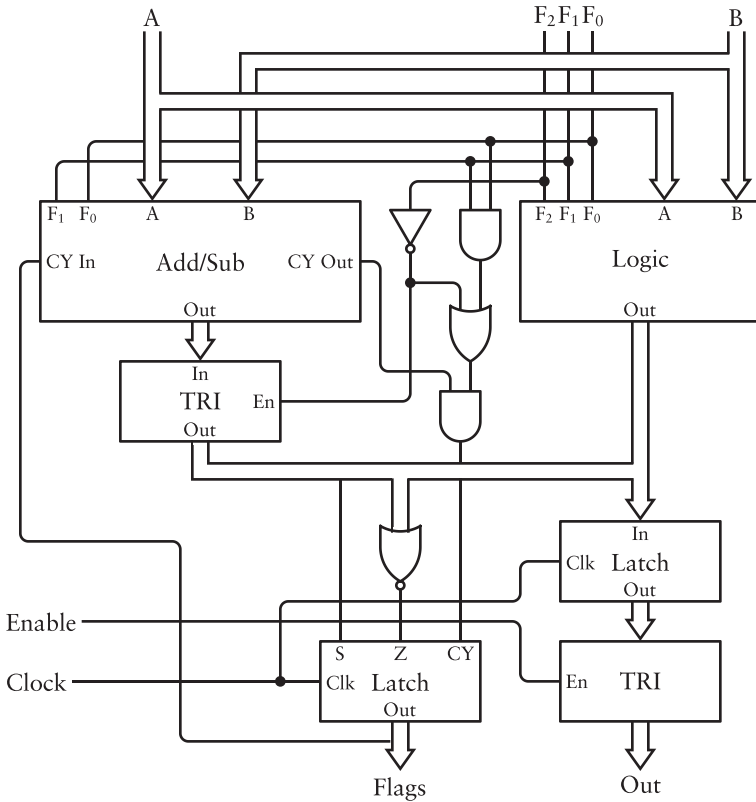 A F₂ F₁ F₀ B
F₁ F₀ A B F₂ F₁ F₀ A B
CY In Add/Sub CY Out Logic
Out Out
In
TRI En
Out
In
Clk Latch
Out
Enable
S Z CY
Clock Clk Latch En TRI
Out
Flags Out